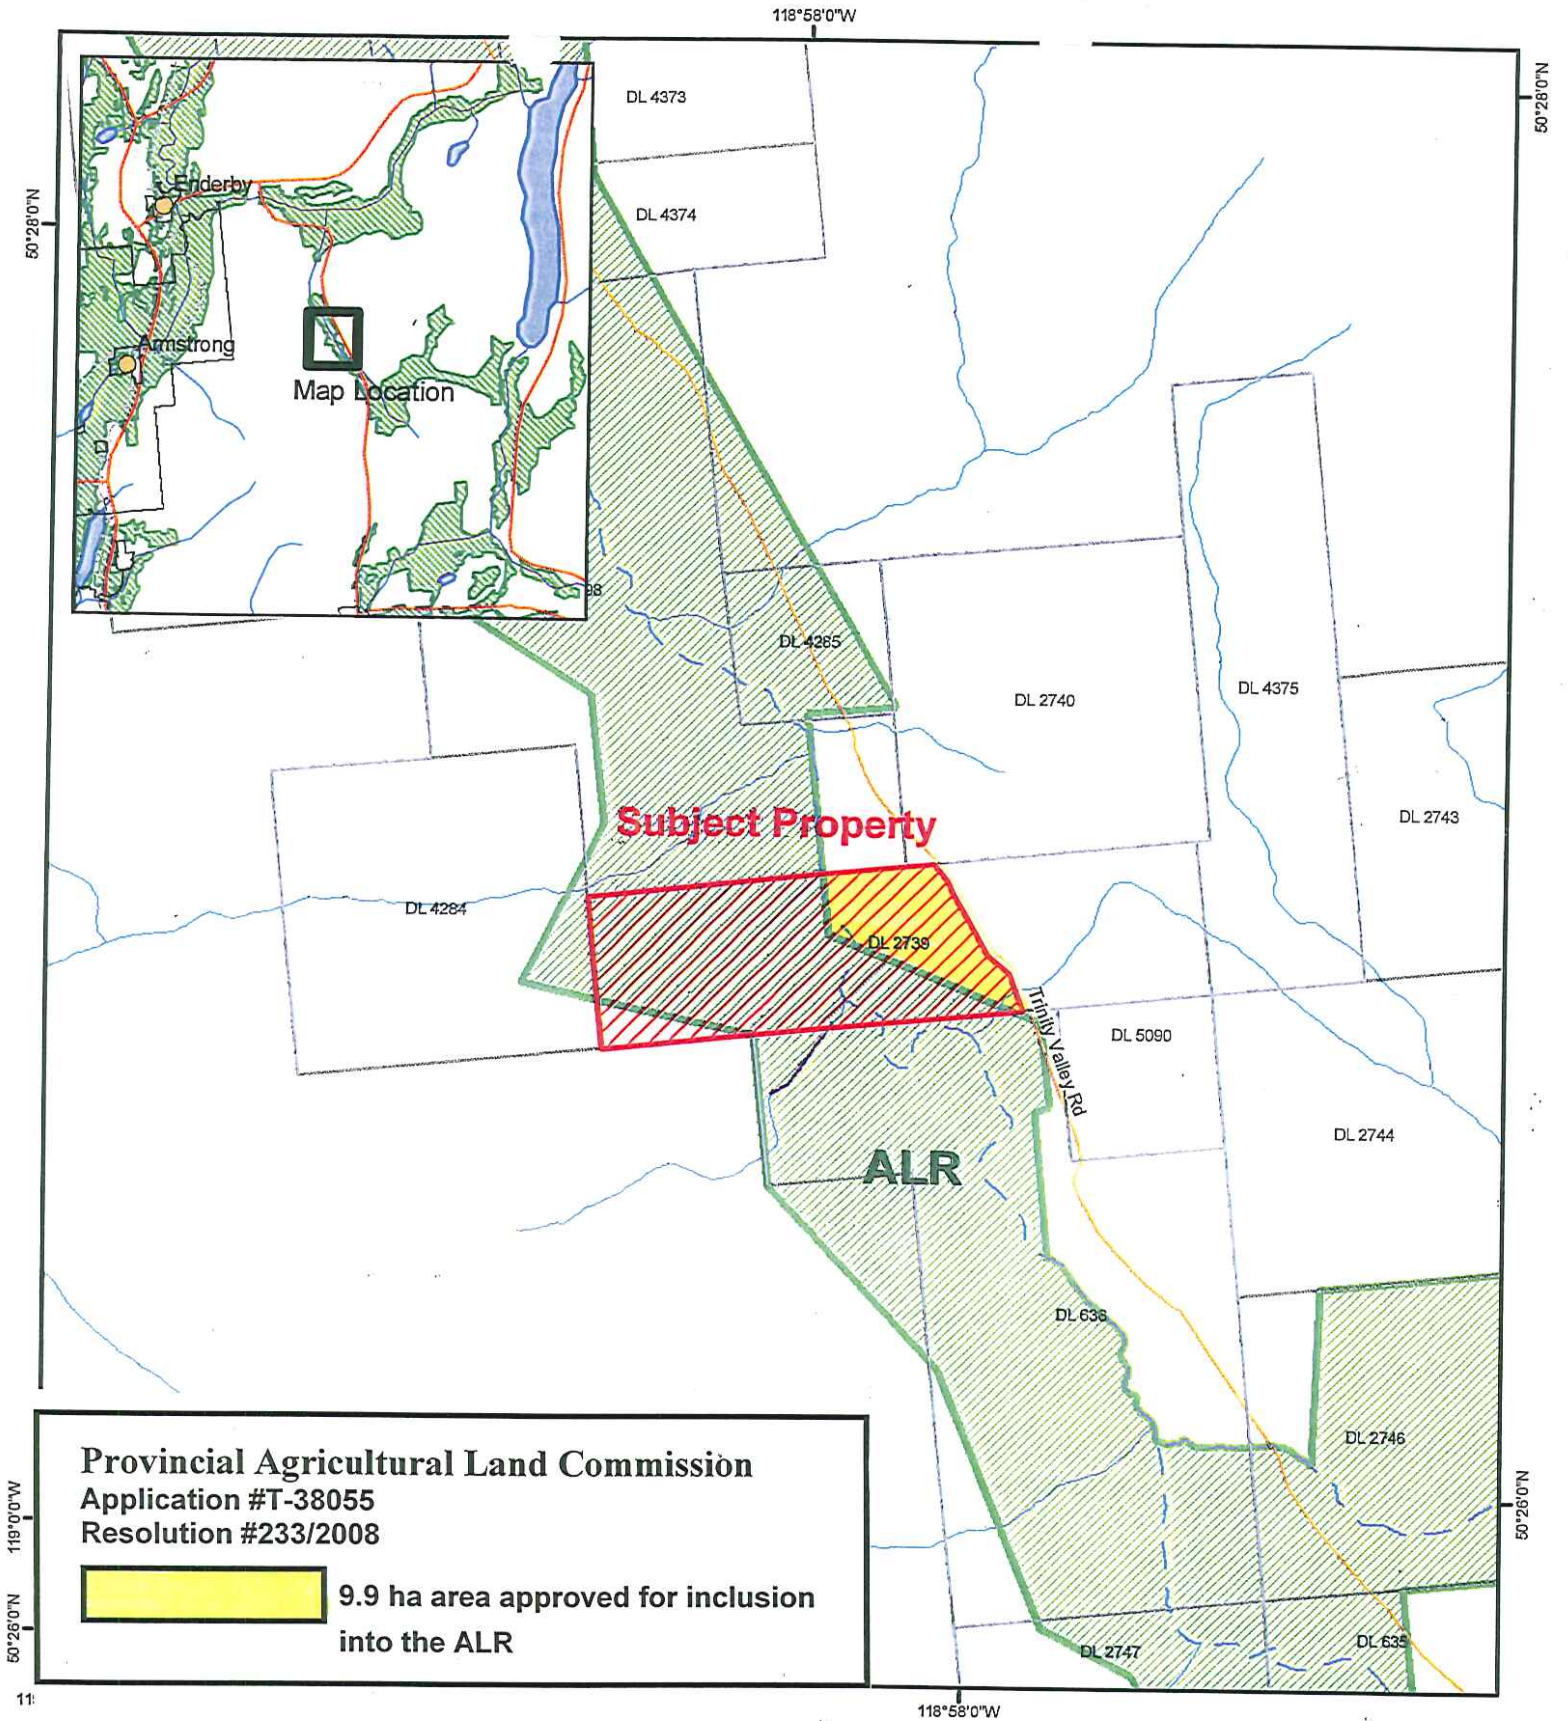 118°58'0"W
50°28'0"N
50°28'0"N
DL 4373
DL 4374
Enderby
Armstrong
Map Location
DL 4285
DL 2740
DL 4375
DL 2743
Subject Property
DL 4284
DL 2739
Trinity Valley Rd
DL 5090
DL 2744
ALR
DL 636
DL 2746
DL 2747
DL 635
Provincial Agricultural Land Commission
Application #T-38055
Resolution #233/2008
9.9 ha area approved for inclusion
into the ALR
119°0'0"W
50°26'0"N
50°26'0"N
118°58'0"W